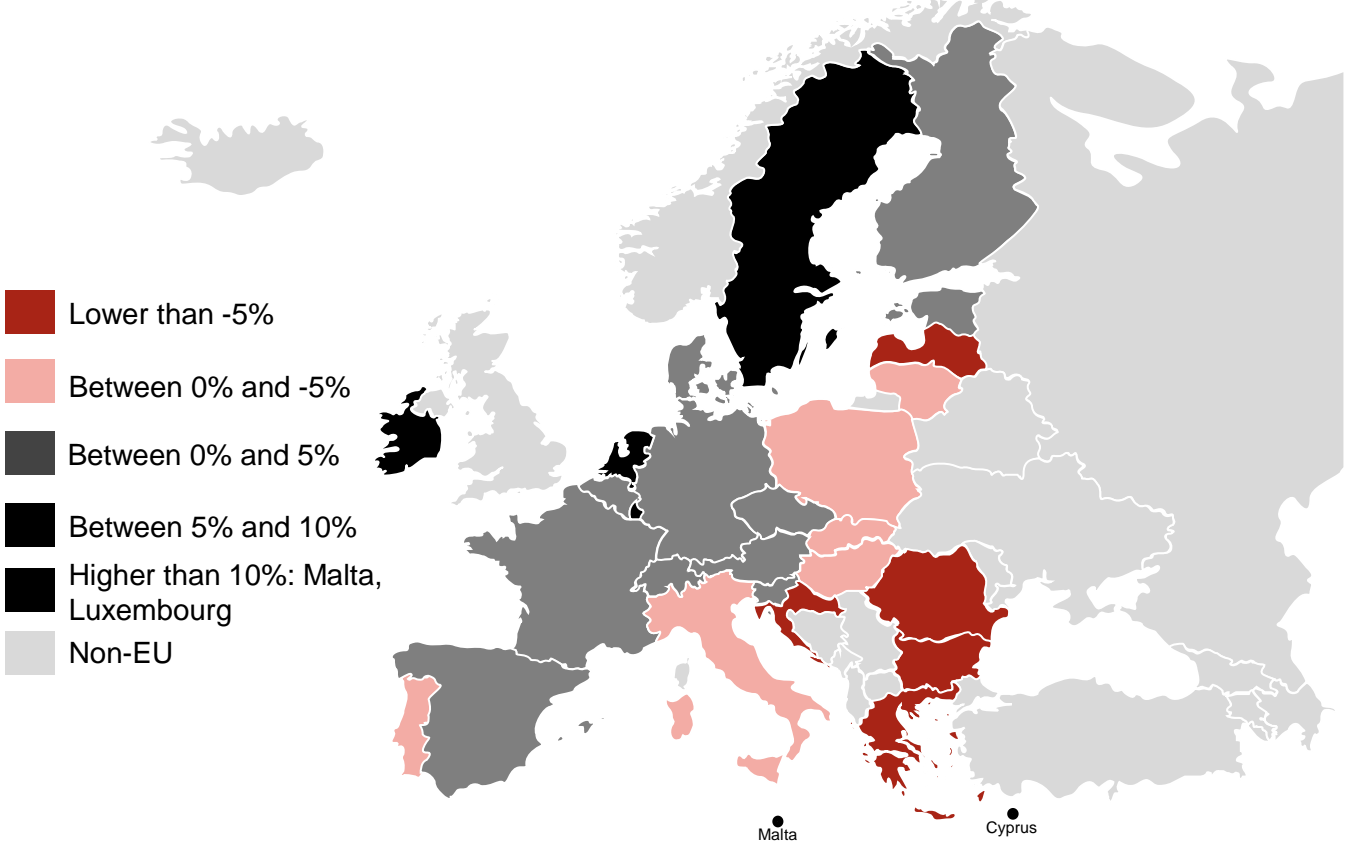 Lower than -5%
Between 0% and -5%
Between 0% and 5%
Between 5% and 10%
Higher than 10%: Malta,
Luxembourg
Non-EU
Malta
Cyprus